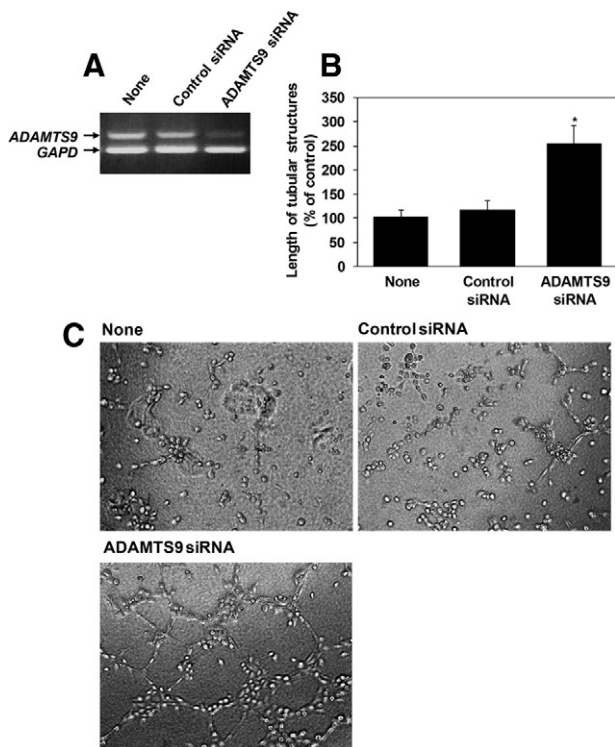 A
None
Control siRNA
ADAMTS9 siRNA
ADAMTS9
GAPD
B
Length of tubular structures
(% of control)
350
300
250
200
150
100
50
0
*
None
Control
siRNA
ADAMTS9
siRNA
C
None
Control siRNA
ADAMTS9 siRNA